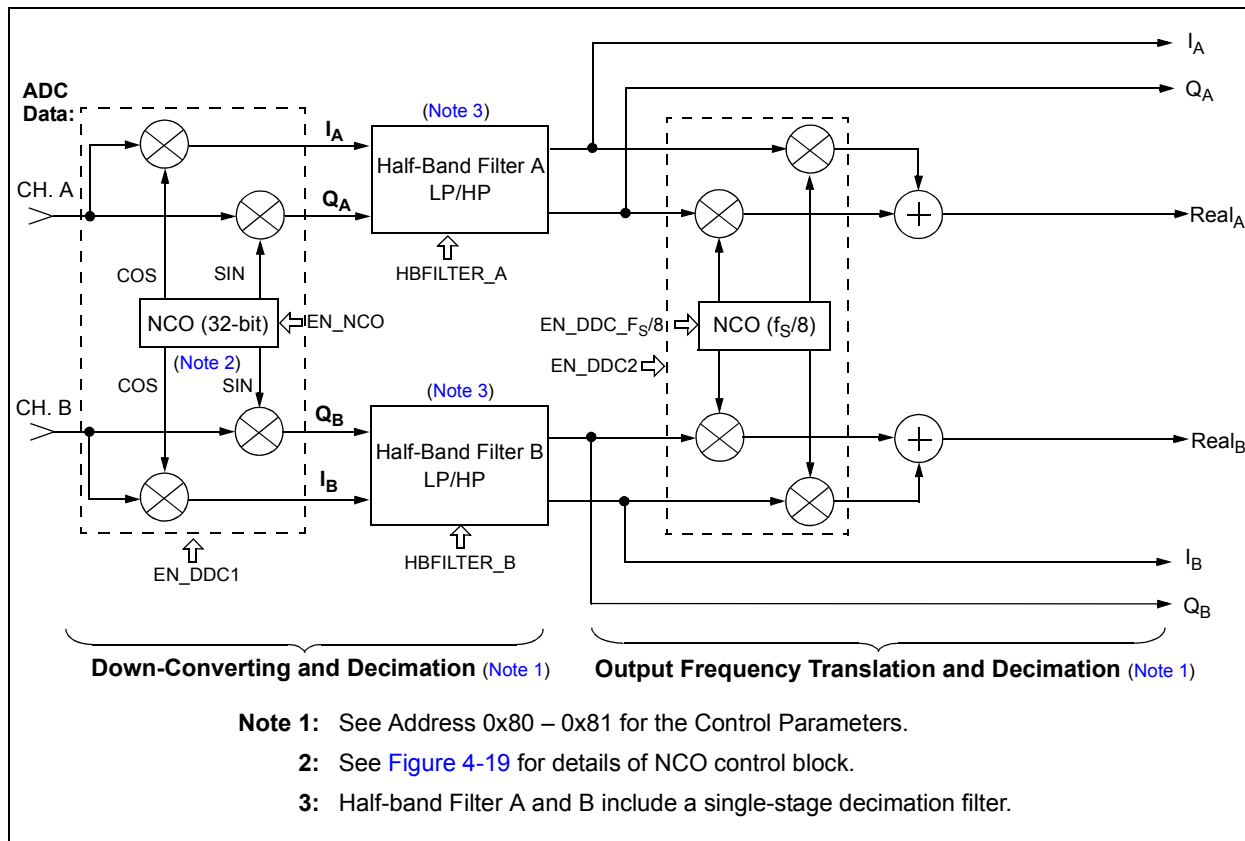 I_A
Q_A
ADC
Data:
(Note 3)
I_A
Half-Band Filter A
LP/HP
CH. A
Q_A
Real_A
COS
SIN
HBFILTER_A
NCO (32-bit)
EN_NCO
EN_DDC_F_S/8
NCO (f_S/8)
(Note 2)
EN_DDC2
COS
SIN
(Note 3)
CH. B
Q_B
Half-Band Filter B
LP/HP
Real_B
I_B
HBFILTER_B
EN_DDC1
I_B
Q_B
Down-Converting and Decimation (Note 1)
Output Frequency Translation and Decimation (Note 1)
Note 1: See Address 0x80 – 0x81 for the Control Parameters.
2: See Figure 4-19 for details of NCO control block.
3: Half-band Filter A and B include a single-stage decimation filter.